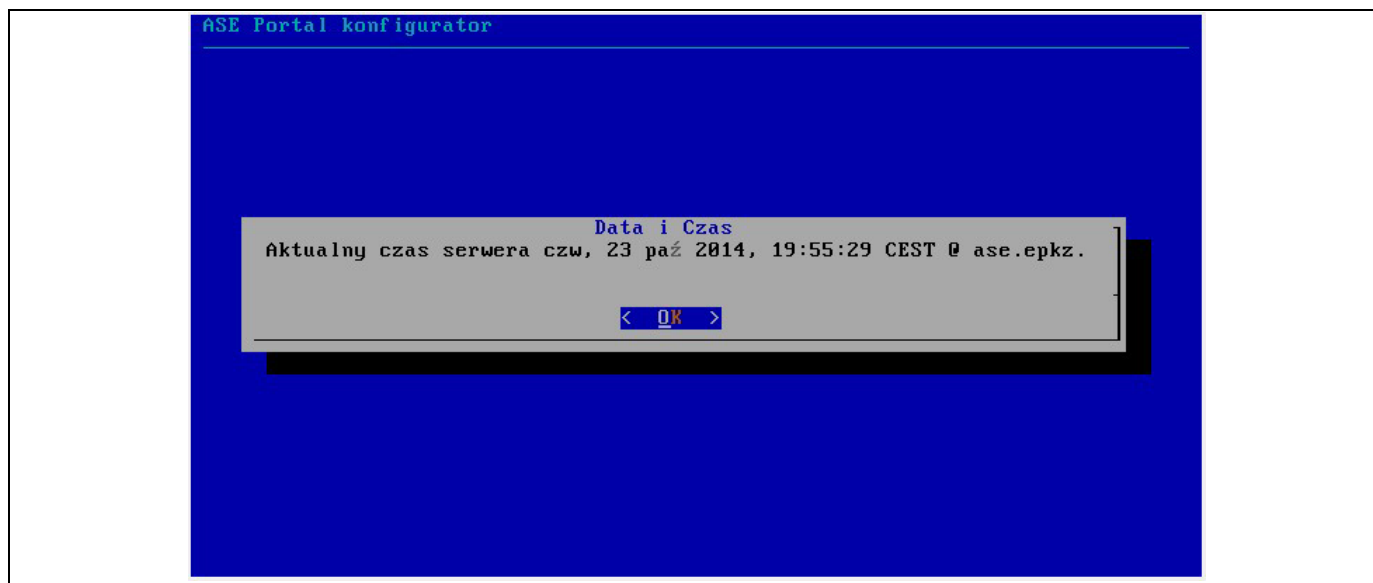 ASE Portal konfigurator
Data i Czas
Aktualny czas serwera czw, 23 paź 2014, 19:55:29 CEST @ ase.epkz.
< OK >